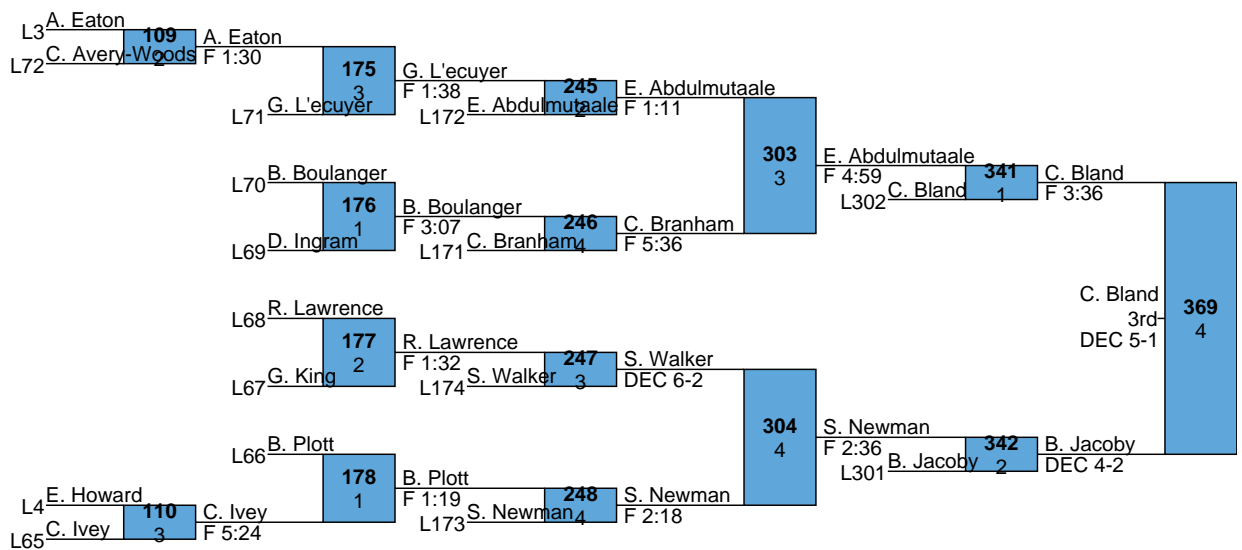 A. Eaton
L3
109
2
L72
C. Avery-Woods
A. Eaton
F 1:30
175
3
L71
G. L'ecuyer
G. L'ecuyer
F 1:38
245
2
L172
E. Abdulmutaale
E. Abdulmutaale
F 1:11
303
3
L70
B. Boulanger
176
1
L69
D. Ingram
B. Boulanger
F 3:07
246
4
L171
C. Branham
C. Branham
F 5:36
E. Abdulmutaale
F 4:59
341
1
L302
C. Bland
C. Bland
F 3:36
L68
R. Lawrence
177
2
L67
G. King
R. Lawrence
F 1:32
247
3
L174
S. Walker
S. Walker
DEC 6-2
304
4
L66
B. Plott
178
1
L4
E. Howard
110
3
L65
C. Ivey
C. Ivey
F 5:24
B. Plott
F 1:19
248
4
L173
S. Newman
S. Newman
F 2:18
S. Newman
F 2:36
342
2
L301
B. Jacoby
B. Jacoby
DEC 4-2
C. Bland
3rd
DEC 5-1
369
4